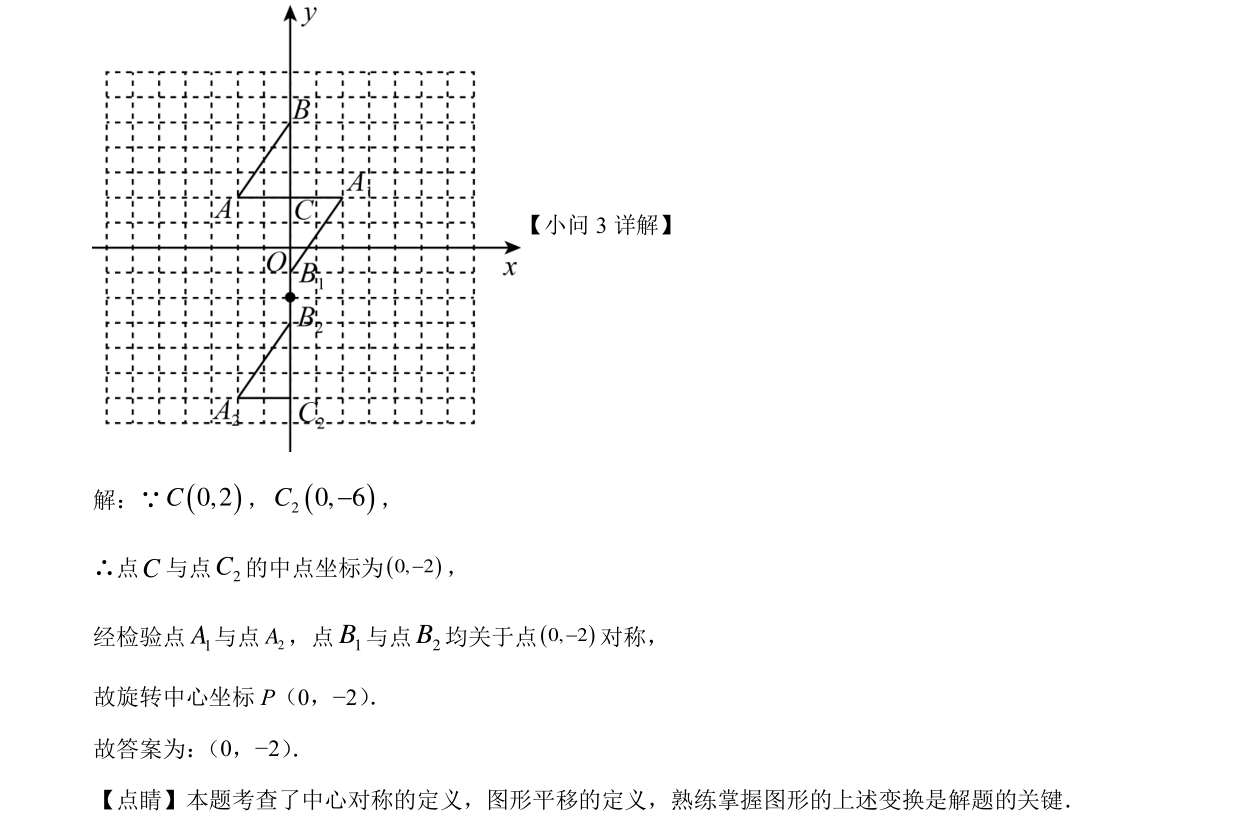 y
B
A₁
A
C
【小问 3 详解】
O
B₁
x
B₂
A₂
C₂
解：∵C(0,2)，C₂(0,−6)，
∴点C与点C₂的中点坐标为(0,−2)，
经检验点A₁与点A₂，点B₁与点B₂均关于点(0,−2)对称，
故旋转中心坐标 P（0，−2）．
故答案为：（0，−2）．
【点睛】本题考查了中心对称的定义，图形平移的定义，熟练掌握图形的上述变换是解题的关键．